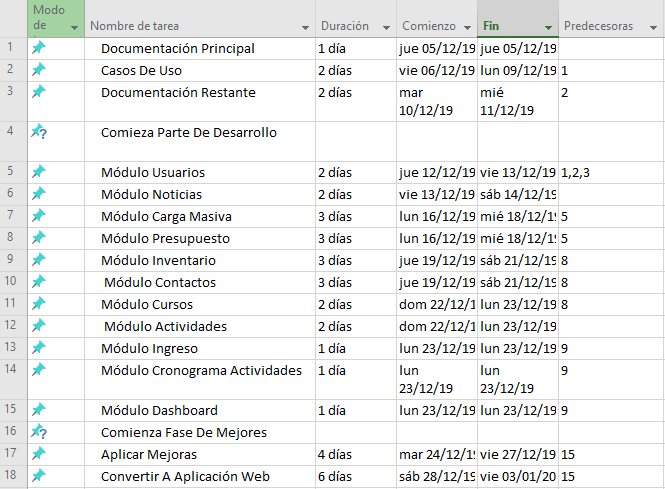 Modo
de
Nombre de tarea Duración Comienzo Fin Predecesoras
1 Documentación Principal 1 día jue 05/12/19 jue 05/12/19
2 Casos De Uso 2 días vie 06/12/19 lun 09/12/19 1
3 Documentación Restante 2 días mar 10/12/19 mié 11/12/19 2
4 Comieza Parte De Desarrollo
5 Módulo Usuarios 2 días jue 12/12/19 vie 13/12/19 1,2,3
6 Módulo Noticias 2 días vie 13/12/19 sáb 14/12/19
7 Módulo Carga Masiva 3 días lun 16/12/19 mié 18/12/19 5
8 Módulo Presupuesto 3 días lun 16/12/19 mié 18/12/19 5
9 Módulo Inventario 3 días jue 19/12/19 sáb 21/12/19 8
10 Módulo Contactos 3 días jue 19/12/19 sáb 21/12/19 8
11 Módulo Cursos 2 días dom 22/12/1 lun 23/12/19 8
12 Módulo Actividades 2 días dom 22/12/1 lun 23/12/19
13 Módulo Ingreso 1 día lun 23/12/19 lun 23/12/19 9
14 Módulo Cronograma Actividades 1 día lun 23/12/19 lun 23/12/19 9
15 Módulo Dashboard 1 día lun 23/12/19 lun 23/12/19 9
16 Comienza Fase De Mejores
17 Aplicar Mejoras 4 días mar 24/12/19 vie 27/12/19 15
18 Convertir A Aplicación Web 6 días sáb 28/12/19 vie 03/01/20 15